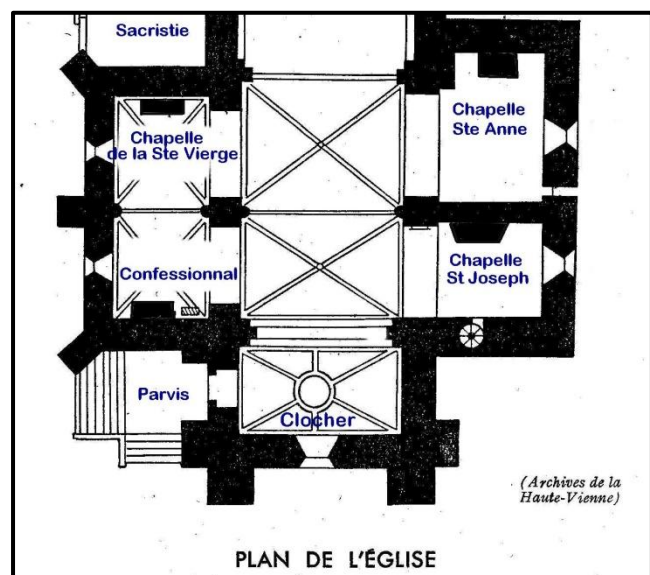 Sacristie
Chapelle
de la Ste Vierge
Chapelle
Ste Anne
Confessionnal
Chapelle
St Joseph
Parvis
Clocher
(Archives de la
Haute-Vienne)
PLAN DE L'ÉGLISE